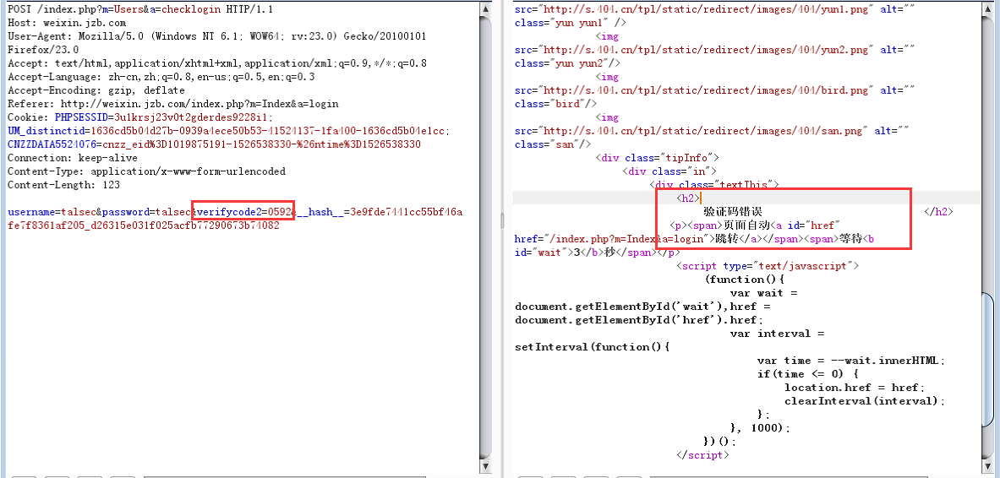 POST /index.php?m=Users&a=checklogin HTTP/1.1
Host: weixin.jzb.com
User-Agent: Mozilla/5.0 (Windows NT 6.1; WOW64; rv:23.0) Gecko/20100101
Firefox/23.0
Accept: text/html,application/xhtml+xml,application/xml;q=0.9,*/*;q=0.8
Accept-Language: zh-cn,zh;q=0.8,en-us;q=0.5,en;q=0.3
Accept-Encoding: gzip, deflate
Referer: http://weixin.jzb.com/index.php?m=Index&a=login
Cookie: PHPSESSID=3u1krsj23v0t2gderdes9228i1;
UM_distinctid=1636cd5b04d27b-0939a4ece50b53-41524137-1fa400-1636cd5b04e1cc;
CNZZDATA5524076=cnzz_eid%3D1019875191-1526538330-%26ntime%3D1526538330
Connection: keep-alive
Content-Type: application/x-www-form-urlencoded
Content-Length: 123
username=talsec&password=talsec&verifycode2=0592&__hash__=3e9fde7441cc55bf46a
fe7f8361af205_d26315e031f025acfb77290673b74082
src="http://s.404.cn/tpl/static/redirect/images/404/yun1.png" alt=""
class="yun yun1" />
<img
src="http://s.404.cn/tpl/static/redirect/images/404/yun2.png" alt=""
class="yun yun2"/>
<img
src="http://s.404.cn/tpl/static/redirect/images/404/bird.png" alt=""
class="bird"/>
<img
src="http://s.404.cn/tpl/static/redirect/images/404/san.png" alt=""
class="san"/>
<div class="tipInfo">
<div class="in">
<div class="textThis">
<h2>
验证码错误 </h2>
<p><span>页面自动<a id="href"
href="/index.php?m=Index&a=login">跳转</a></span><span>等待<b
id="wait">3</b>秒</span></p>
<script type="text/javascript">
(function(){
var wait =
document.getElementById('wait'),href =
document.getElementById('href').href;
var interval =
setInterval(function(){
var time = --wait.innerHTML;
if(time <= 0) {
location.href = href;
clearInterval(interval);
};
}, 1000);
})();
</script>